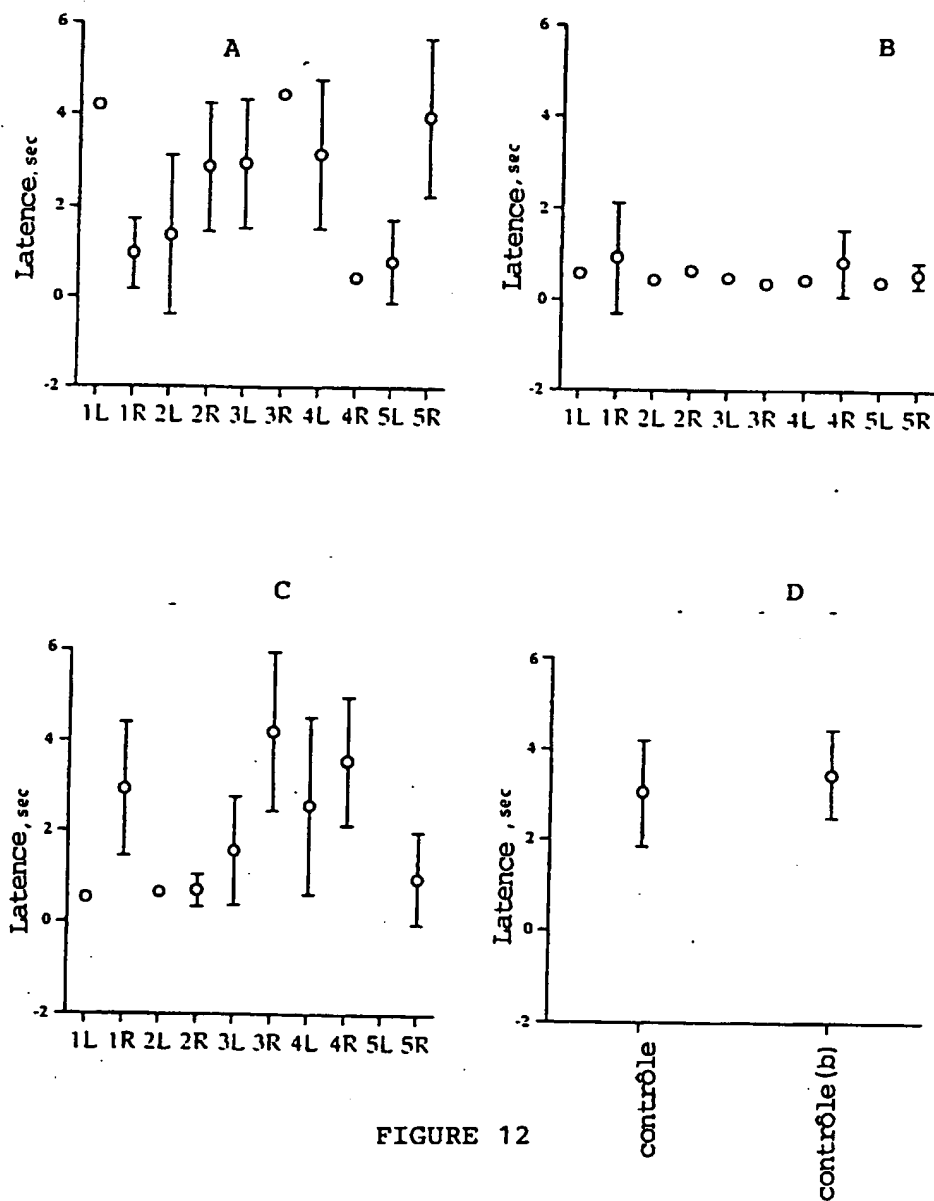 A
6
4
2
0
-2
Latence, sec
1L 1R 2L 2R 3L 3R 4L 4R 5L 5R
B
6
4
2
0
-2
Latence, sec
1L 1R 2L 2R 3L 3R 4L 4R 5L 5R
C
6
4
2
0
-2
Latence, sec
1L 1R 2L 2R 3L 3R 4L 4R 5L 5R
D
6
4
2
0
-2
Latence, sec
contrôle
contrôle(b)
FIGURE 12